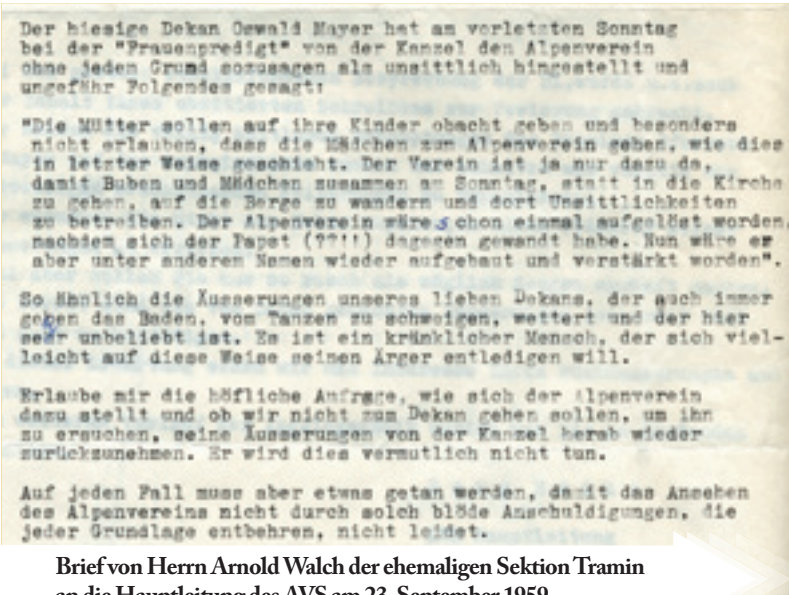 Der hiesige Dekan Oswald Mayer hat am vorletzten Sonntag
bei der "Frauenpredigt" von der Kanzel den Alpenverein
ohne jeden Grund sozusagen als unsittlich hingestellt und
ungefähr Folgendes gesagt:
"Die Mütter sollen auf ihre Kinder obacht geben und besonders
nicht erlauben, dass die Mädchen zum Alpenverein gehen, wie dies
in letzter Weise geschieht. Der Verein ist ja nur dazu da,
damit Buben und Mädchen zusammen am Sonntag, statt in die Kirche
zu gehen, auf die Berge zu wandern und dort Unsittlichkeiten
zu betreiben. Der Alpenverein wäre schon einmal aufgelöst worden,
nachdem sich der Papst (??!!) dagegen gewandt habe. Nun wäre er
aber unter anderem Namen wieder aufgebaut und verstärkt worden".
So ähnlich die Äusserungen unseres lieben Dekans, der auch immer
gegen das Baden, vom Tanzen zu schweigen, wettert und der hier
sehr unbeliebt ist. Es ist ein kränklicher Mensch, der sich viel-
leicht auf diese Weise seinen Ärger entledigen will.
Erlaube mir die höfliche Anfrage, wie sich der Alpenverein
dazu stellt und ob wir nicht zum Dekan gehen sollen, um ihn
zu ersuchen, seine Äusserungen von der Kanzel herab wieder
zurückzunehmen. Er wird dies vermutlich nicht tun.
Auf jeden Fall muss aber etwas getan werden, damit das Ansehen
des Alpenvereins nicht durch solch blöde Anschuldigungen, die
jeder Grundlage entbehren, nicht leidet.
Brief von Herrn Arnold Walch der ehemaligen Sektion Tramin
an die Hauptleitung des AVS am 23. September 1959